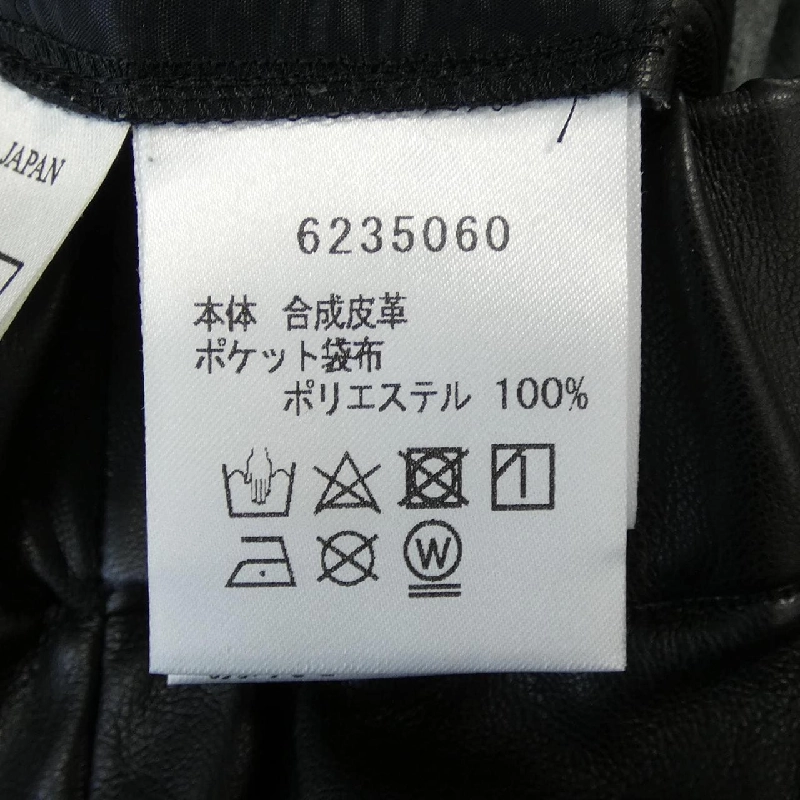 JAPAN
6235060
本体 合成皮革
ポケット袋布
ポリエステル 100%
W